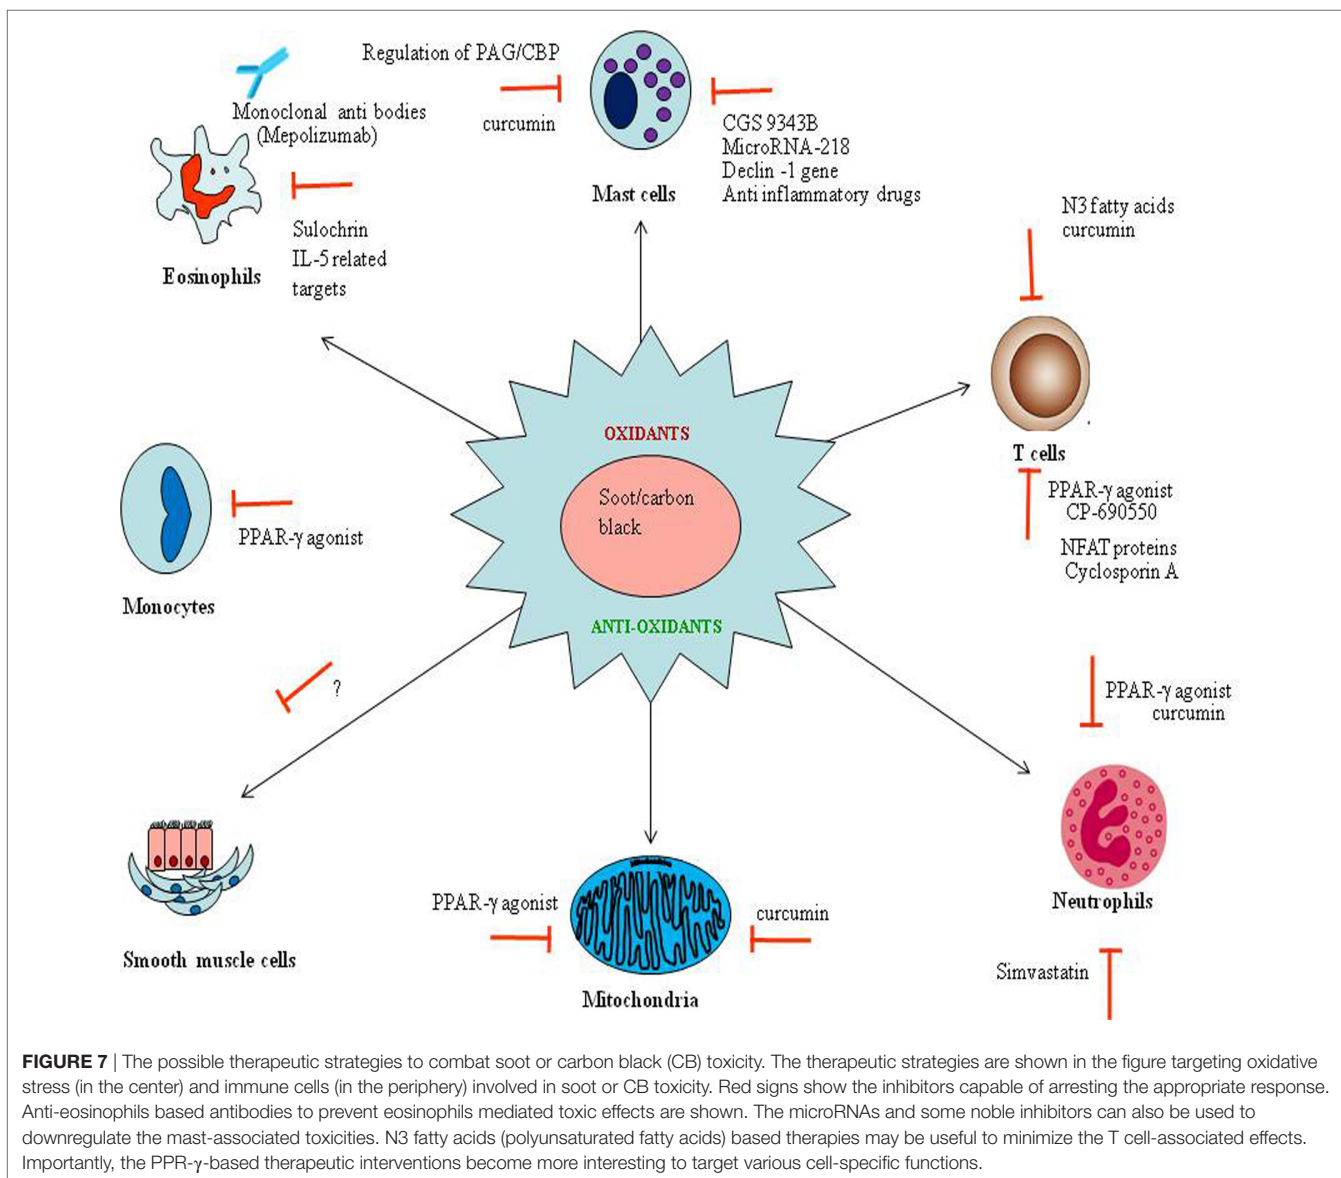 Regulation of PAG/CBP
curcumin
Monoclonal anti bodies
(Mepolizumab)
Sulochrin
IL-5 related
targets
Eosinophils
Mast cells
CGS 9343B
MicroRNA-218
Declin -1 gene
Anti inflammatory drugs
N3 fatty acids
curcumin
T cells
PPAR-γ agonist
CP-690550
NFAT proteins
Cyclosporin A
OXIDANTS
Soot/carbon
black
ANTI-OXIDANTS
PPAR-γ agonist
Monocytes
?
Smooth muscle cells
PPAR-γ agonist
curcumin
Mitochondria
PPAR-γ agonist
curcumin
Neutrophils
Simvastatin
FIGURE 7 | The possible therapeutic strategies to combat soot or carbon black (CB) toxicity. The therapeutic strategies are shown in the figure targeting oxidative
stress (in the center) and immune cells (in the periphery) involved in soot or CB toxicity. Red signs show the inhibitors capable of arresting the appropriate response.
Anti-eosinophils based antibodies to prevent eosinophils mediated toxic effects are shown. The microRNAs and some noble inhibitors can also be used to
downregulate the mast-associated toxicities. N3 fatty acids (polyunsaturated fatty acids) based therapies may be useful to minimize the T cell-associated effects.
Importantly, the PPR-γ-based therapeutic interventions become more interesting to target various cell-specific functions.